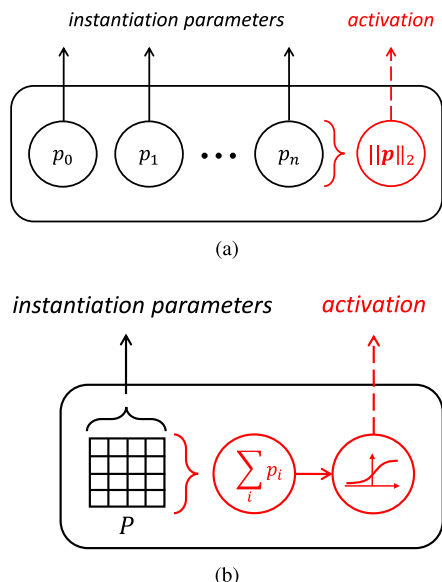 instantiation parameters activation
p₀ p₁ ••• pₙ ||p||₂
(a)
instantiation parameters activation
∑ᵢ pᵢ
P
(b)